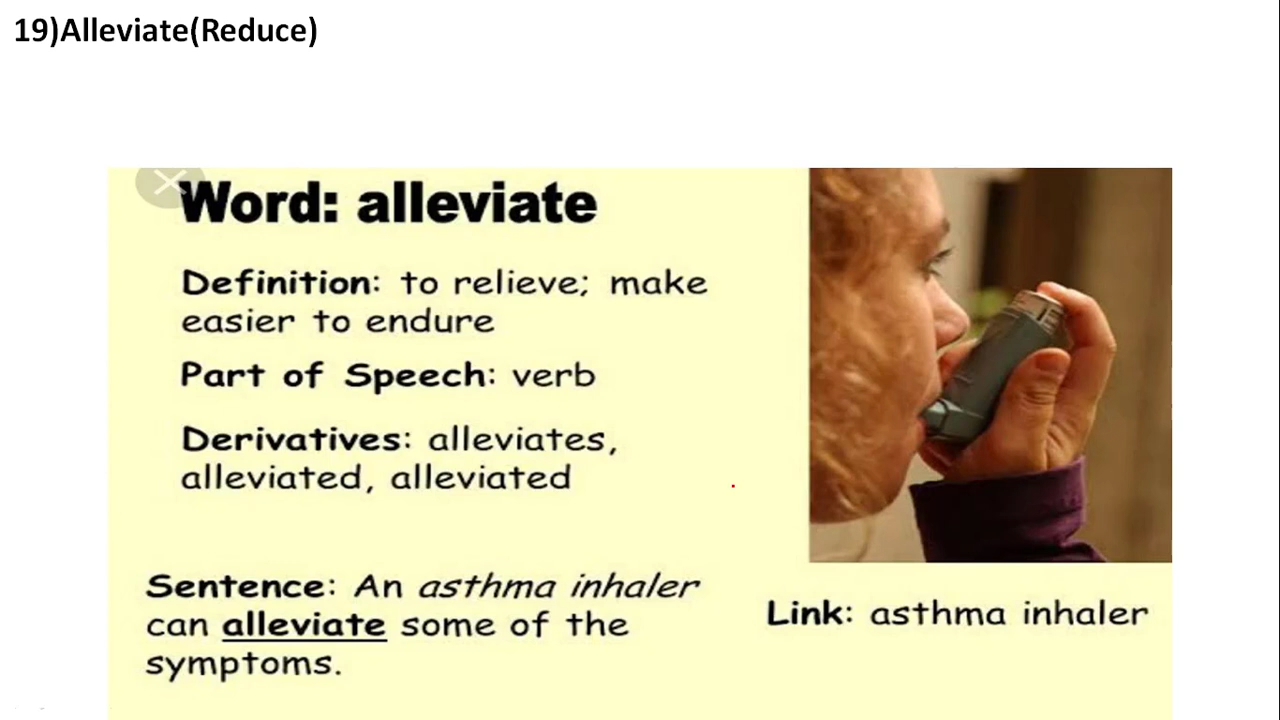 19)Alleviate(Reduce)
Word: alleviate
Definition: to relieve; make
easier to endure
Part of Speech: verb
Derivatives: alleviates,
alleviated, alleviated
Sentence: An asthma inhaler
can alleviate some of the
symptoms.
Link: asthma inhaler